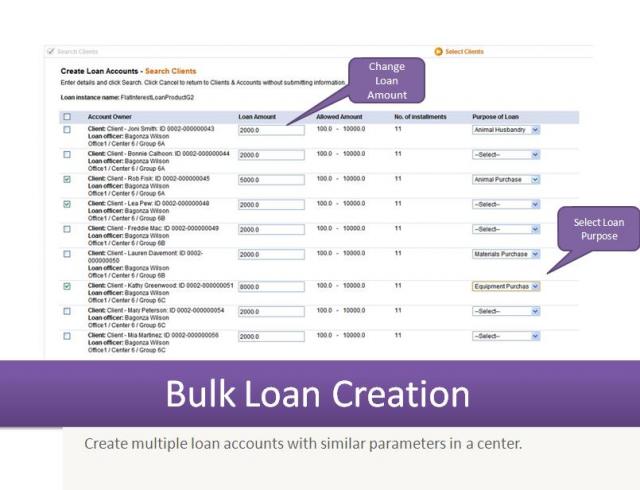 Search Clients
Select Clients
Create Loan Accounts - Search Clients
Enter details and click Search. Click Cancel to return to Clients & Accounts without submitting information.
Loan instance name: FlatInterestLoanProductG2
Change
Loan
Amount
Account Owner Loan Amount Allowed Amount No. of installments Purpose of Loan
Client: Client - Joni Smith: ID 0002-000000043 2000.0 100.0 - 10000.0 11 Animal Husbandry
Loan officer: Bagonza Wilson
Office1 / Center 6 / Group 6A
Client: Client - Bonnie Calhoon: ID 0002-000000044 2000.0 100.0 - 10000.0 11 --Select--
Loan officer: Bagonza Wilson
Office1 / Center 6 / Group 6A
Client: Client - Rob Fisk: ID 0002-000000045 5000.0 100.0 - 10000.0 11 Animal Purchase
Loan officer: Bagonza Wilson
Office1 / Center 6 / Group 6A
Client: Client - Lea Pew: ID 0002-000000048 2000.0 100.0 - 10000.0 11 --Select--
Loan officer: Bagonza Wilson
Office1 / Center 6 / Group 6B
Client: Client - Freddie Mac: ID 0002-000000049 2000.0 100.0 - 10000.0 11 --Select--
Loan officer: Bagonza Wilson
Office1 / Center 6 / Group 6B
Client: Client - Lauren Davemont: ID 0002- 2000.0 100.0 - 10000.0 11 Materials Purchase
000000050
Loan officer: Bagonza Wilson
Office1 / Center 6 / Group 6B
Client: Client - Kathy Greenwood: ID 0002-000000051 8000.0 100.0 - 10000.0 11 Equipment Purchas
Loan officer: Bagonza Wilson
Office1 / Center 6 / Group 6C
Client: Client - Mary Peterson: ID 0002-000000054 2000.0 100.0 - 10000.0 11 --Select--
Loan officer: Bagonza Wilson
Office1 / Center 6 / Group 6C
Client: Client - Mia Martinez: ID 0002-000000056 2000.0 100.0 - 10000.0 11 --Select--
Loan officer: Bagonza Wilson
Office1 / Center 6 / Group 6C
Select Loan
Purpose
Bulk Loan Creation
Create multiple loan accounts with similar parameters in a center.